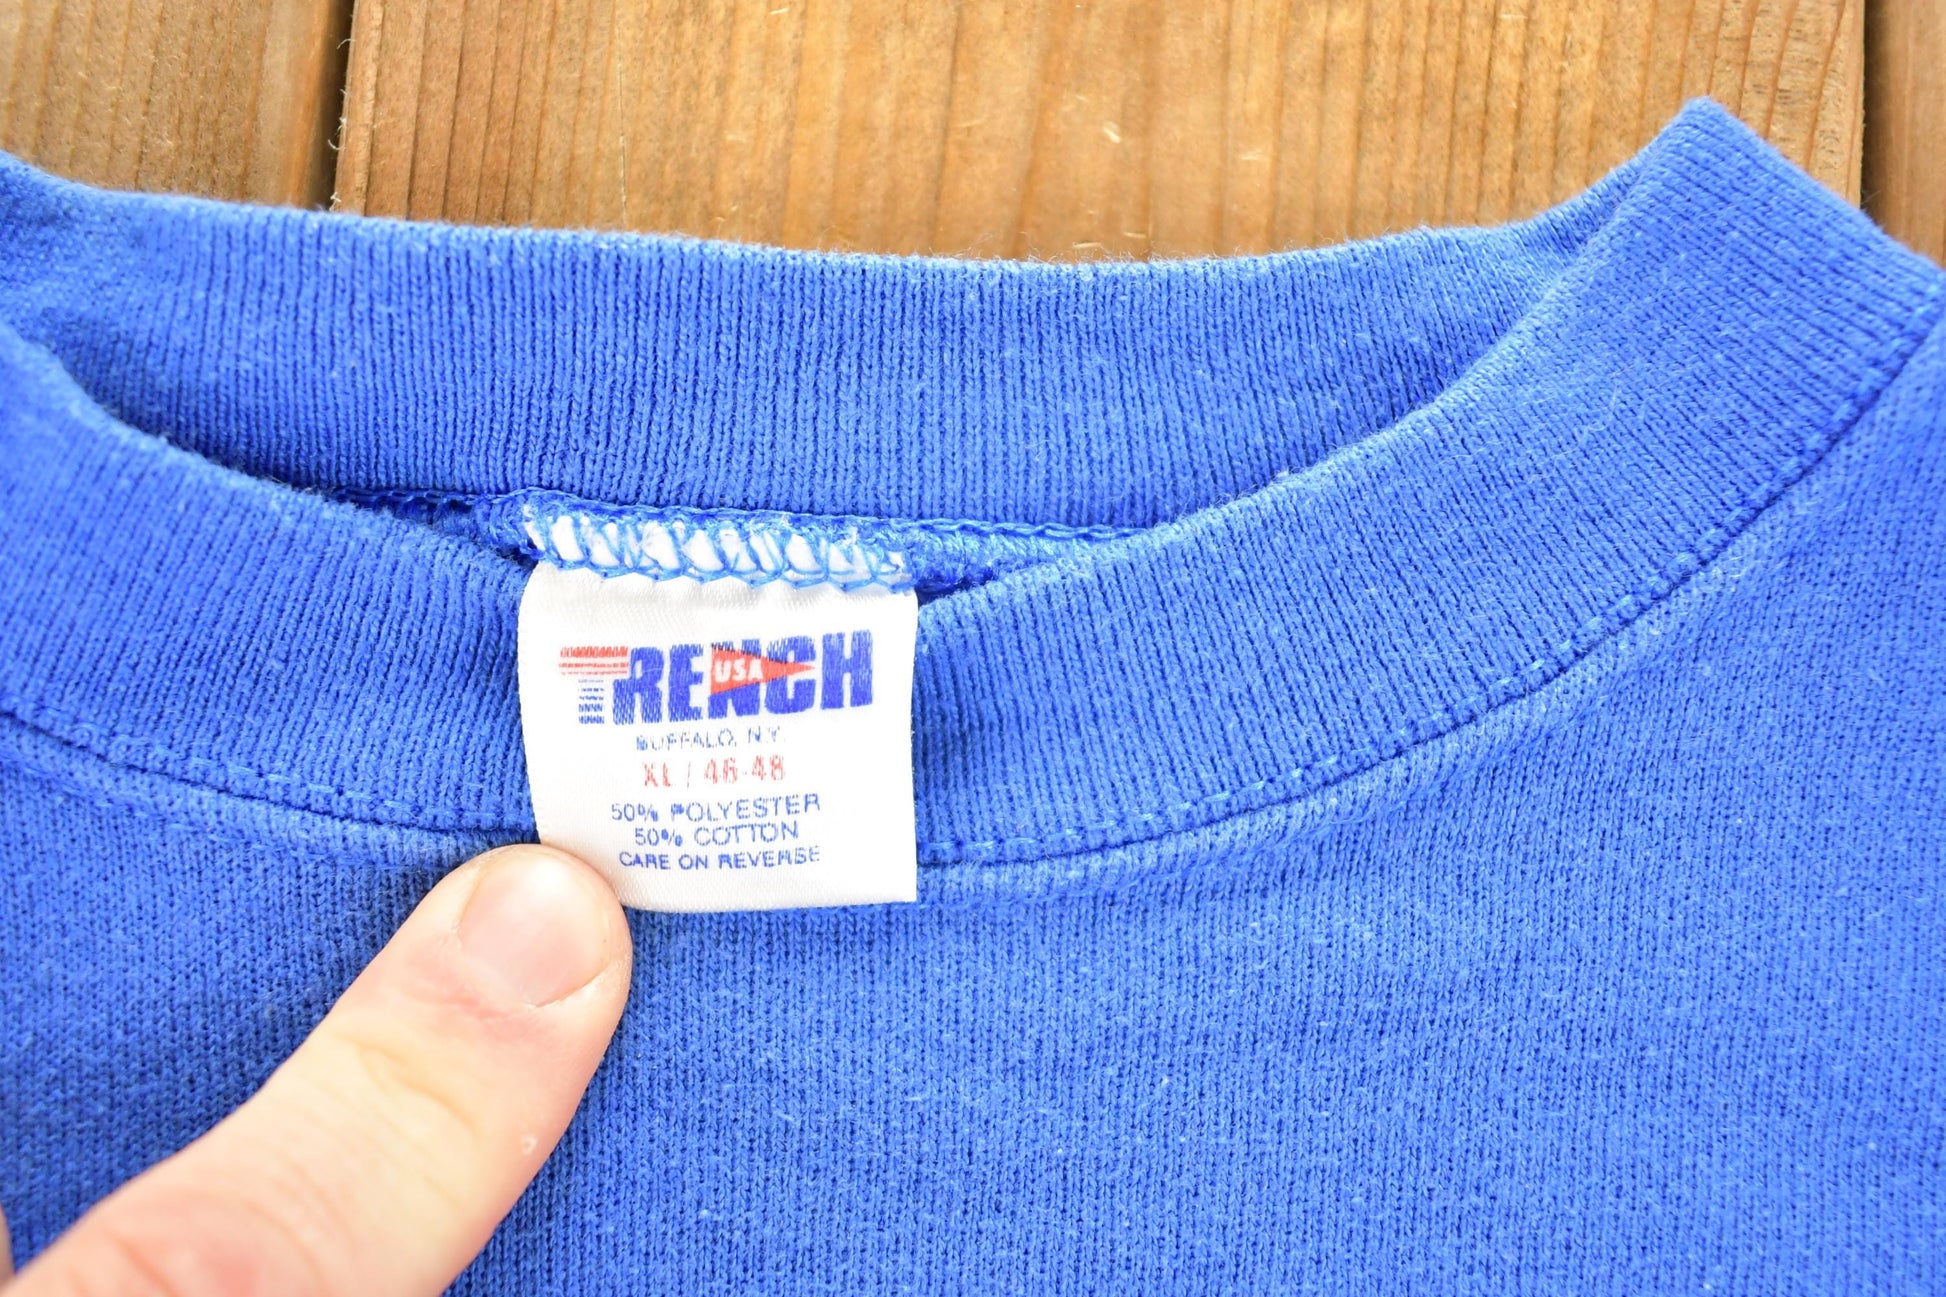 TRENCH
USA
BUFFALO, N.Y.
XL / 46-48
50% POLYESTER
50% COTTON
CARE ON REVERSE